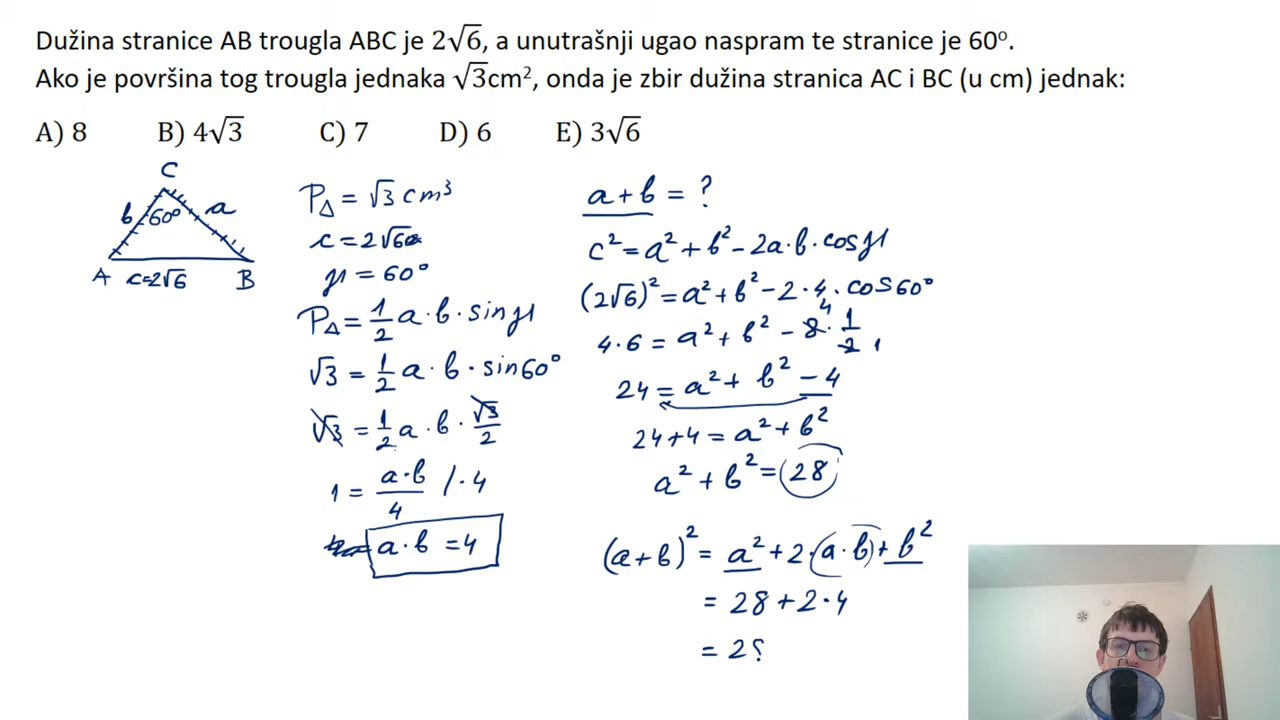 Dužina stranice AB trougla ABC je 2√6, a unutrašnji ugao naspram te stranice je 60°.
Ako je površina tog trougla jednaka √3cm², onda je zbir dužina stranica AC i BC (u cm) jednak:
A) 8 B) 4√3 C) 7 D) 6 E) 3√6
C
b 60° a
A c=2√6 B
P△ = √3 cm³
c = 2√6
γ = 60°
P△ = 1/2 a · b · sin γ
√3 = 1/2 a · b · sin60°
√3 = 1/2 a · b · √3/2
1 = a·b/4 / · 4
a · b = 4
a + b = ?
c² = a² + b² - 2a · b · cos γ
(2√6)² = a² + b² - 2 · 4 · cos60°
4 · 6 = a² + b² - 8 4 · 1/2 1
24 = a² + b² - 4
24 + 4 = a² + b²
a² + b² = 28
(a + b)² = a² + 2 · (a · b) + b²
= 28 + 2 · 4
= 2